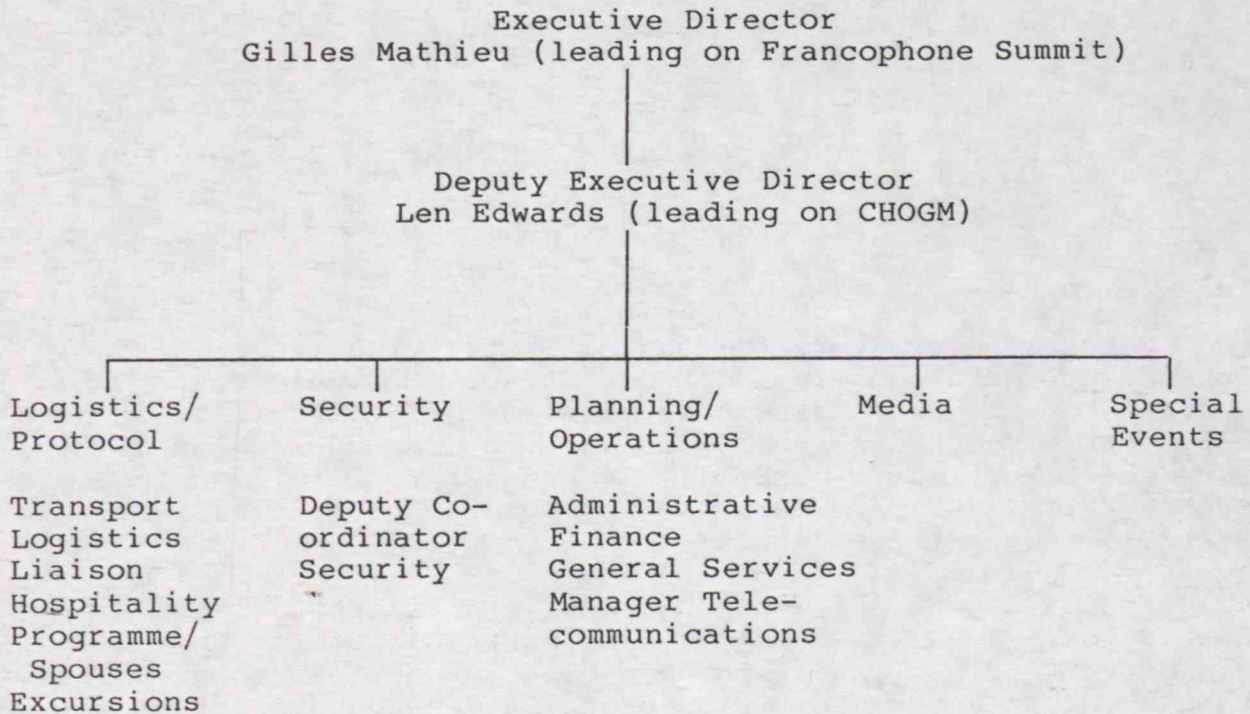 Executive Director
Gilles Mathieu (leading on Francophone Summit)
Deputy Executive Director
Len Edwards (leading on CHOGM)
Logistics/
Protocol
Security
Planning/
Operations
Media
Special
Events
Transport
Logistics
Liaison
Hospitality
Programme/
Spouses
Excursions
Deputy Co-
ordinator
Security
Administrative
Finance
General Services
Manager Tele-
communications